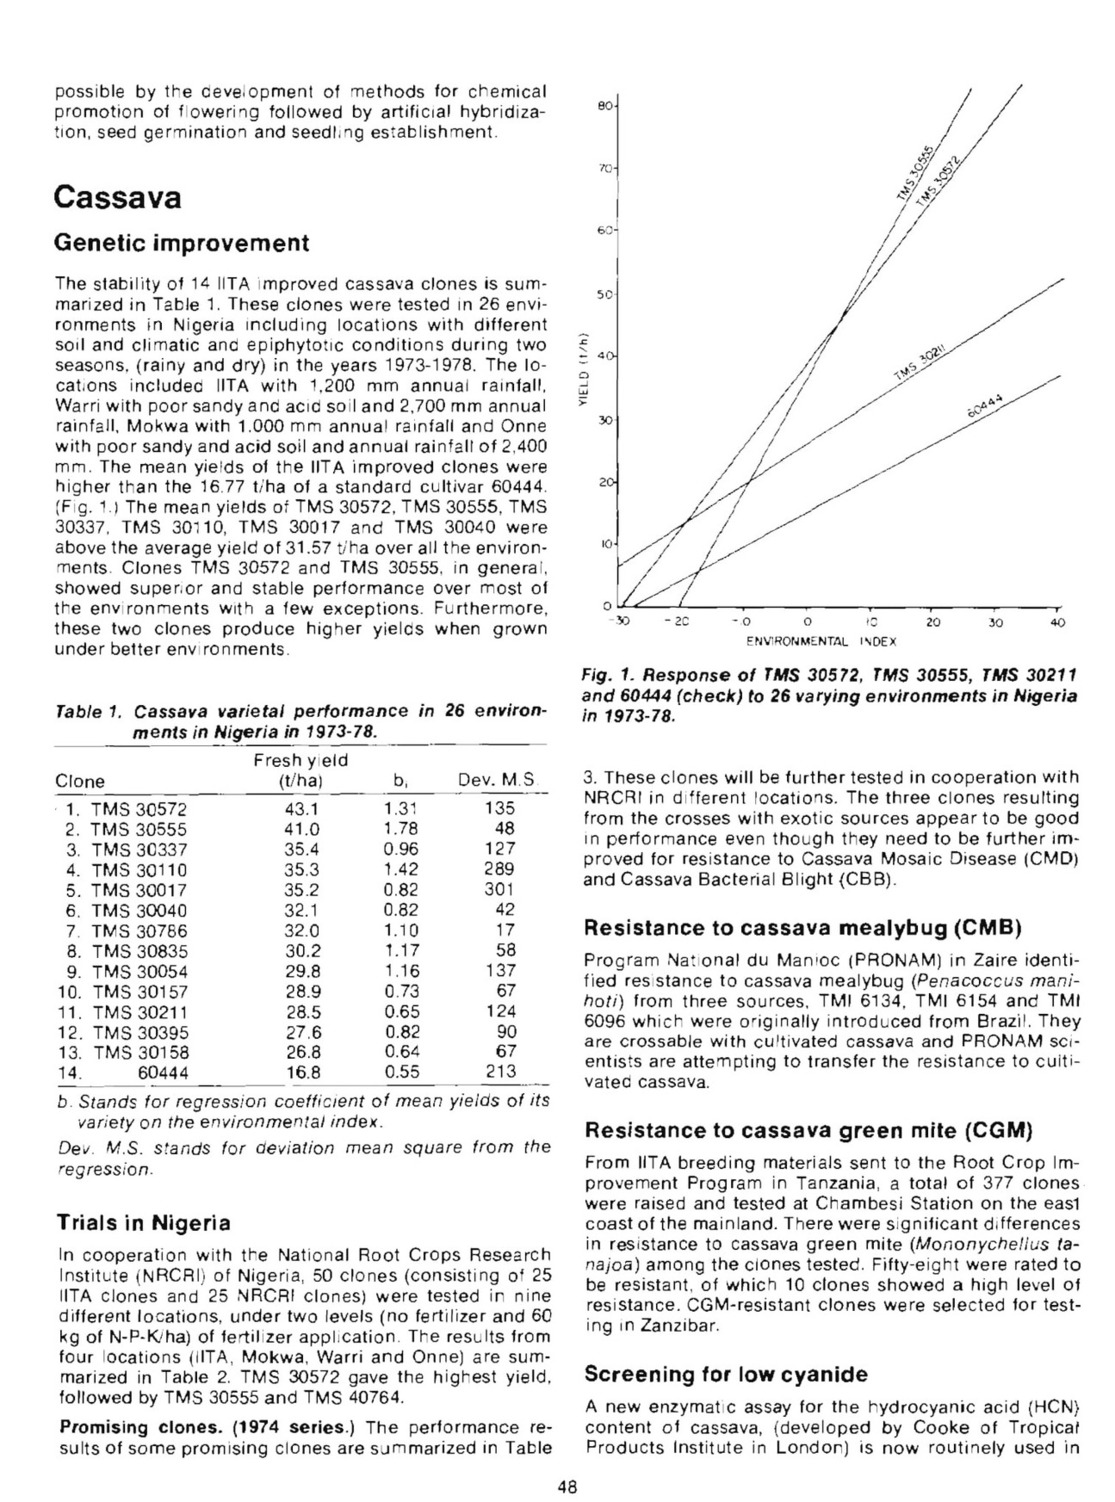 possible by the development of methods for chemical
promotion of flowering followed by artificial hybridiza-
tion, seed germination and seedling establishment.
Cassava
Genetic improvement
The stability of 14 IITA improved cassava clones is sum-
marized in Table 1. These clones were tested in 26 envi-
ronments in Nigeria including locations with different
soil and climatic and epiphytotic conditions during two
seasons, (rainy and dry) in the years 1973-1978. The lo-
cations included IITA with 1,200 mm annual rainfall,
Warri with poor sandy and acid soil and 2,700 mm annual
rainfall, Mokwa with 1.000 mm annual rainfall and Onne
with poor sandy and acid soil and annual rainfall of 2,400
mm. The mean yields of the IITA improved clones were
higher than the 16.77 t/ha of a standard cultivar 60444.
(Fig. 1.) The mean yields of TMS 30572, TMS 30555, TMS
30337, TMS 30110, TMS 30017 and TMS 30040 were
above the average yield of 31.57 t/ha over all the environ-
ments. Clones TMS 30572 and TMS 30555, in general,
showed superior and stable performance over most of
the environments with a few exceptions. Furthermore,
these two clones produce higher yields when grown
under better environments.
Table 1. Cassava varietal performance in 26 environ-
ments in Nigeria in 1973-78.
Fresh yield
Clone (t/ha) bi Dev. M.S.
1. TMS 30572 43.1 1.31 135
2. TMS 30555 41.0 1.78 48
3. TMS 30337 35.4 0.96 127
4. TMS 30110 35.3 1.42 289
5. TMS 30017 35.2 0.82 301
6. TMS 30040 32.1 0.82 42
7. TMS 30786 32.0 1.10 17
8. TMS 30835 30.2 1.17 58
9. TMS 30054 29.8 1.16 137
10. TMS 30157 28.9 0.73 67
11. TMS 30211 28.5 0.65 124
12. TMS 30395 27.6 0.82 90
13. TMS 30158 26.8 0.64 67
14. 60444 16.8 0.55 213
b. Stands for regression coefficient of mean yields of its
variety on the environmental index.
Dev. M.S. stands for deviation mean square from the
regression.
Trials in Nigeria
In cooperation with the National Root Crops Research
Institute (NRCRI) of Nigeria, 50 clones (consisting of 25
IITA clones and 25 NRCRI clones) were tested in nine
different locations, under two levels (no fertilizer and 60
kg of N-P-K/ha) of fertilizer application. The results from
four locations (IITA, Mokwa, Warri and Onne) are sum-
marized in Table 2. TMS 30572 gave the highest yield,
followed by TMS 30555 and TMS 40764.
Promising clones. (1974 series.) The performance re-
sults of some promising clones are summarized in Table
80
70
60
50
40
30
20
10
0
YIELD (t/h)
TMS 30555
TMS 30572
TMS 30211
60444
-30 -20 -10 0 10 20 30 40
ENVIRONMENTAL INDEX
Fig. 1. Response of TMS 30572, TMS 30555, TMS 30211
and 60444 (check) to 26 varying environments in Nigeria
in 1973-78.
3. These clones will be further tested in cooperation with
NRCRI in different locations. The three clones resulting
from the crosses with exotic sources appear to be good
in performance even though they need to be further im-
proved for resistance to Cassava Mosaic Disease (CMD)
and Cassava Bacterial Blight (CBB).
Resistance to cassava mealybug (CMB)
Program National du Manioc (PRONAM) in Zaire identi-
fied resistance to cassava mealybug (Penacoccus mani-
hoti) from three sources, TMI 6134, TMI 6154 and TMI
6096 which were originally introduced from Brazil. They
are crossable with cultivated cassava and PRONAM sci-
entists are attempting to transfer the resistance to culti-
vated cassava.
Resistance to cassava green mite (CGM)
From IITA breeding materials sent to the Root Crop Im-
provement Program in Tanzania, a total of 377 clones
were raised and tested at Chambesi Station on the east
coast of the mainland. There were significant differences
in resistance to cassava green mite (Mononychellus ta-
najoa) among the clones tested. Fifty-eight were rated to
be resistant, of which 10 clones showed a high level of
resistance. CGM-resistant clones were selected for test-
ing in Zanzibar.
Screening for low cyanide
A new enzymatic assay for the hydrocyanic acid (HCN)
content of cassava, (developed by Cooke of Tropical
Products Institute in London) is now routinely used in
48